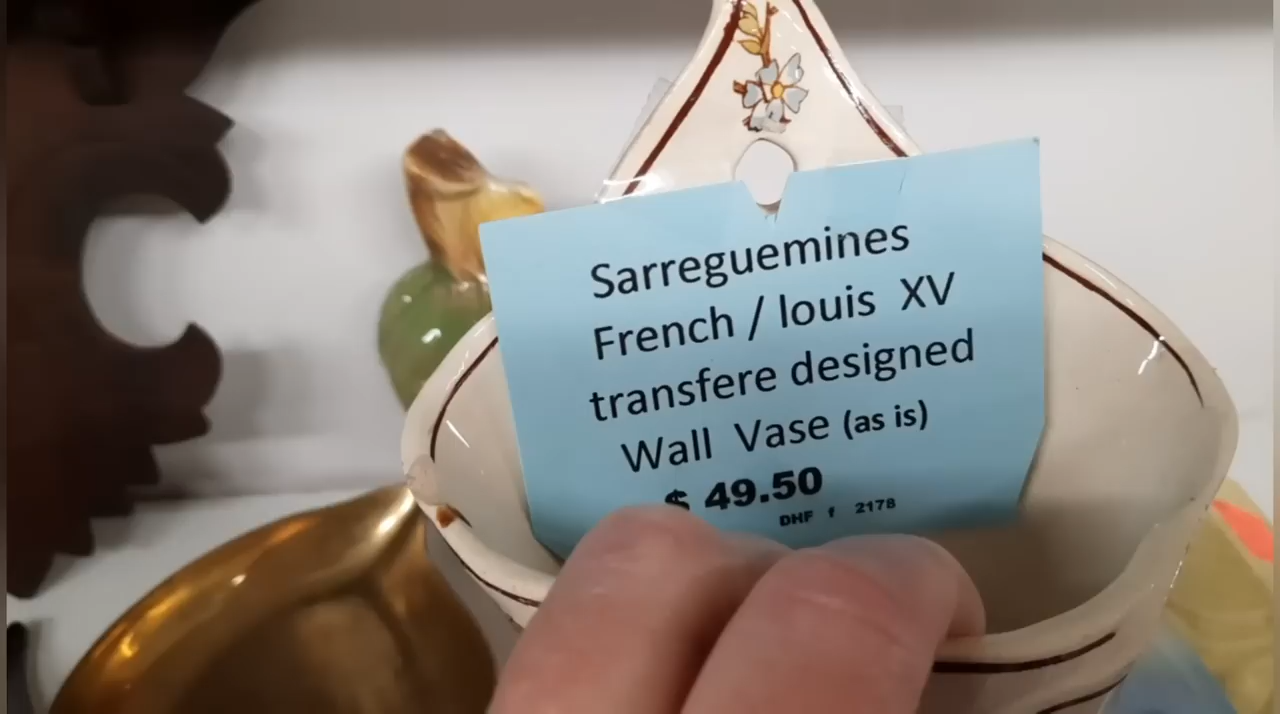 Sarreguemines
French / louis XV
transfere designed
Wall Vase (as is)
$ 49.50
DHF f 2178